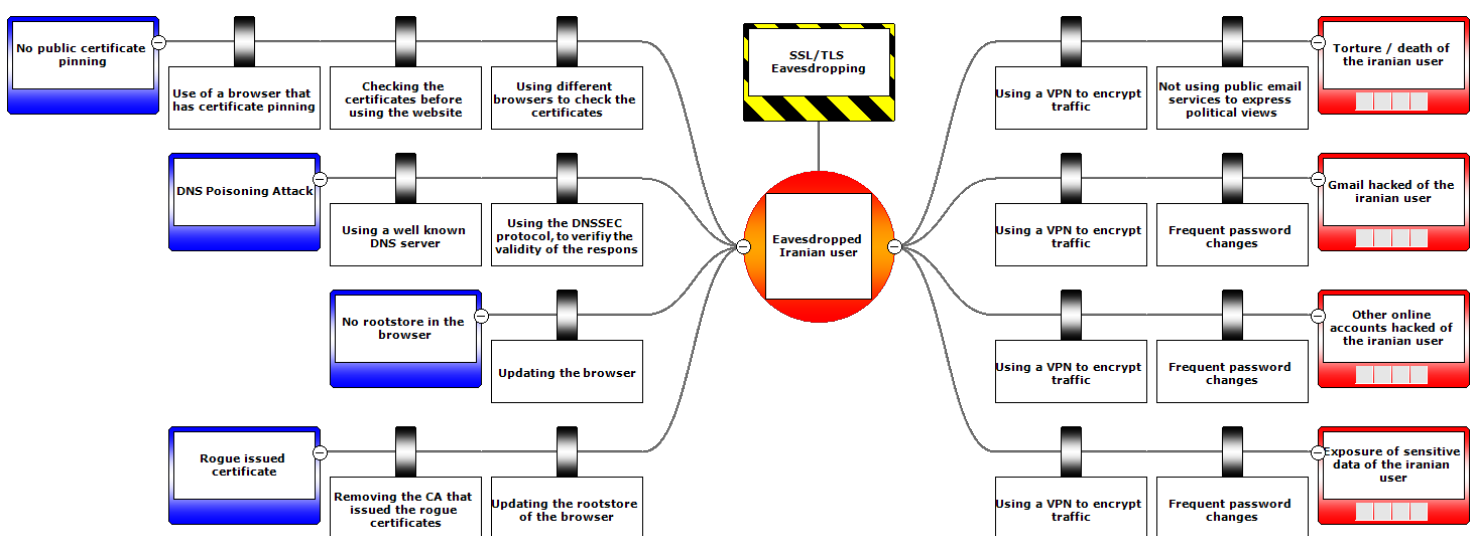 No public certificate
pinning
Use of a browser that
has certificate pinning
Checking the
certificates before
using the website
Using different
browsers to check the
certificates
SSL/TLS
Eavesdropping
Using a VPN to encrypt
traffic
Not using public email
services to express
political views
Torture / death of
the iranian user
DNS Poisoning Attack
Using a well known
DNS server
Using the DNSSEC
protocol, to verifiy the
validity of the respons
Eavesdropped
Iranian user
Using a VPN to encrypt
traffic
Frequent password
changes
Gmail hacked of the
iranian user
No rootstore in the
browser
Updating the browser
Using a VPN to encrypt
traffic
Frequent password
changes
Other online
accounts hacked of
the iranian user
Rogue issued
certificate
Removing the CA that
issued the rogue
certificates
Updating the rootstore
of the browser
Using a VPN to encrypt
traffic
Frequent password
changes
Exposure of sensitive
data of the iranian
user